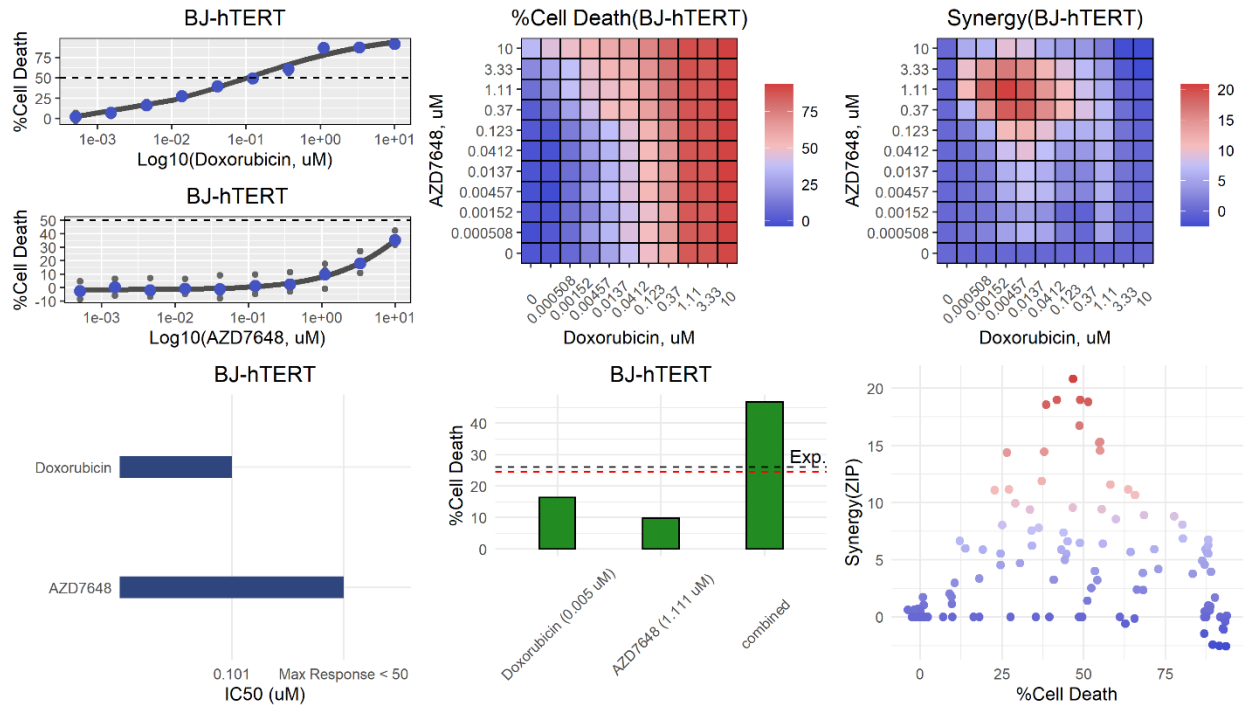 BJ-hTERT
%Cell Death
75
50
25
0
1e-03
1e-02
1e-01
1e+00
1e+01
Log10(Doxorubicin, uM)
BJ-hTERT
%Cell Death
50
40
30
20
10
0
-10
1e-03
1e-02
1e-01
1e+00
1e+01
Log10(AZD7648, uM)
%Cell Death(BJ-hTERT)
AZD7648, uM
10
3.33
1.11
0.37
0.123
0.0412
0.0137
0.00457
0.00152
0.000508
0
0
0.000508
0.00152
0.00457
0.0137
0.0412
0.123
0.37
1.11
3.33
10
Doxorubicin, uM
75
50
25
0
Synergy(BJ-hTERT)
AZD7648, uM
10
3.33
1.11
0.37
0.123
0.0412
0.0137
0.00457
0.00152
0.000508
0
0
0.000508
0.00152
0.00457
0.0137
0.0412
0.123
0.37
1.11
3.33
10
Doxorubicin, uM
20
15
10
5
0
BJ-hTERT
Doxorubicin
AZD7648
0.101
Max Response < 50
IC50 (uM)
BJ-hTERT
%Cell Death
40
30
20
10
0
Exp.
Doxorubicin (0.005 uM)
AZD7648 (1.111 uM)
combined
Synergy(ZIP)
20
15
10
5
0
0
25
50
75
%Cell Death